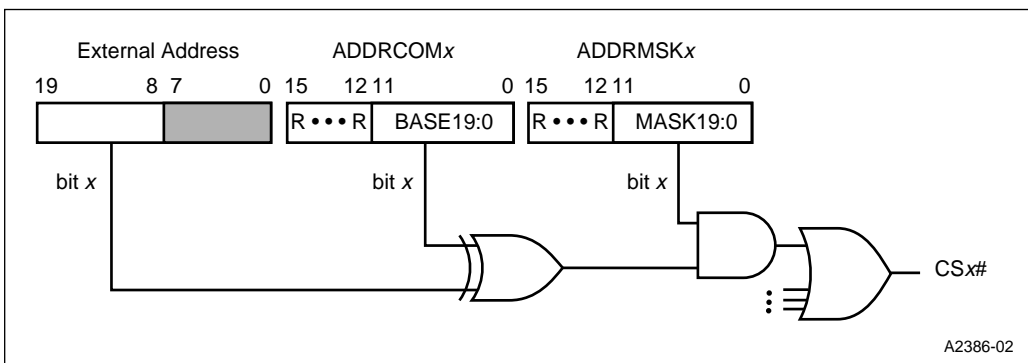 External Address ADDRCOMx ADDRMSKx
19 8 7 0 15 12 11 0 15 12 11 0
R • • • R BASE19:0 R • • • R MASK19:0
bit x bit x bit x
CSx#
A2386-02